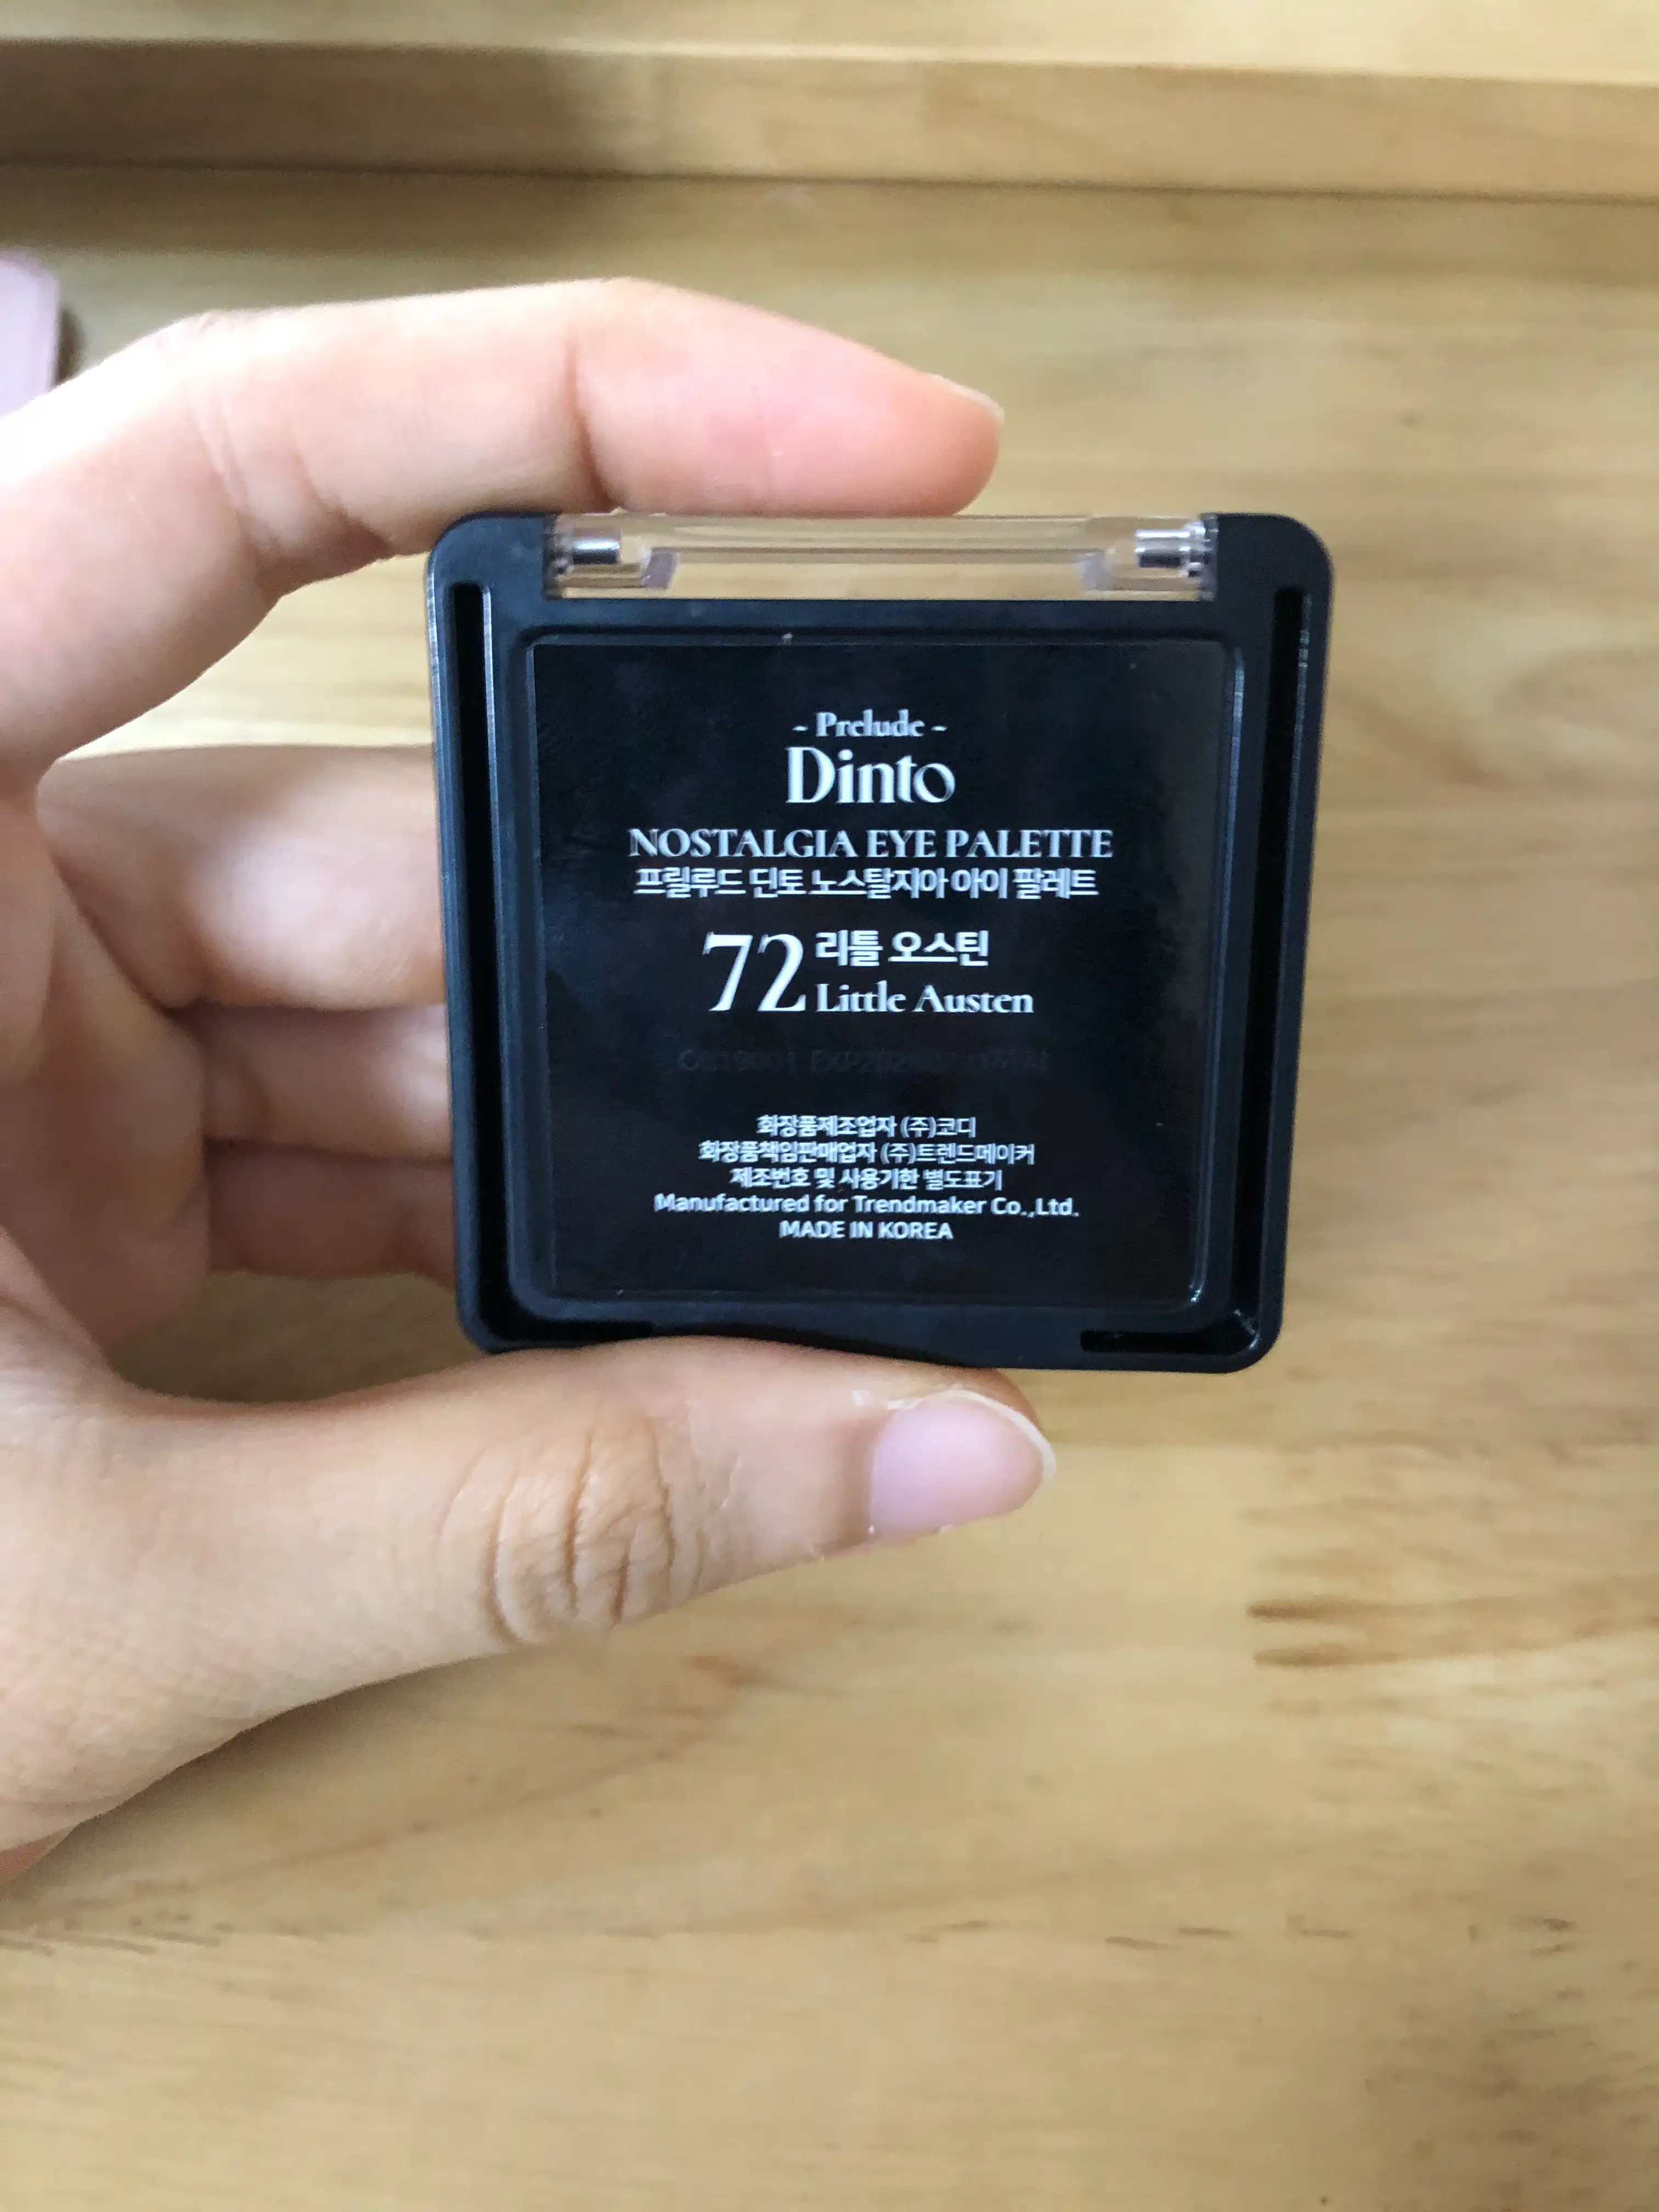 - Prelude -
Dinto
NOSTALGIA EYE PALETTE
프릴루드 딘토 노스탈지아 아이 팔레트
72 리틀 오스틴
Little Austen
화장품제조업자 (주)코디
화장품책임판매업자 (주)트렌드메이커
제조번호 및 사용기한 별도표기
Manufactured for Trendmaker Co.,Ltd.
MADE IN KOREA